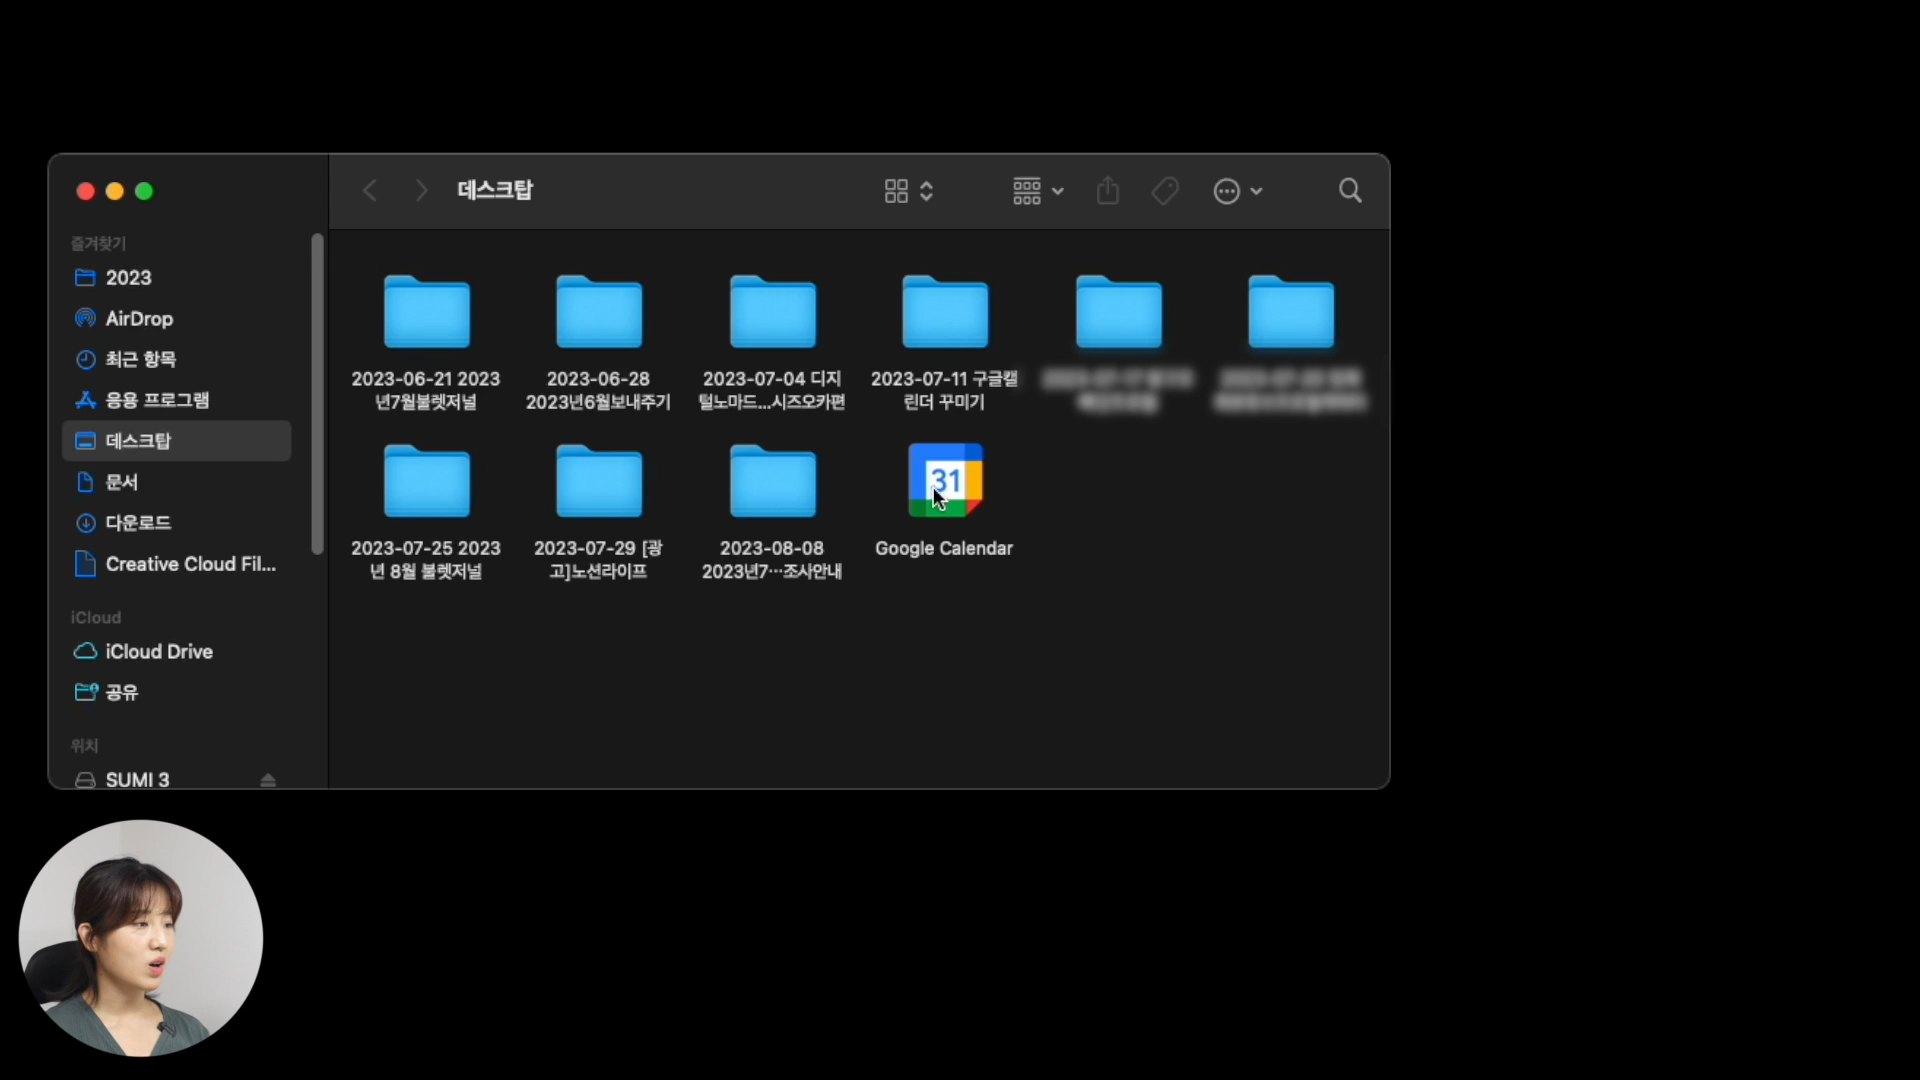 데스크탑
즐겨찾기
2023
AirDrop
최근 항목
응용 프로그램
데스크탑
문서
다운로드
Creative Cloud Fil...
iCloud
iCloud Drive
공유
위치
SUMI 3
2023-06-21 2023
년7월불렛저널
2023-06-28
2023년6월보내주기
2023-07-04 디지
털노마드...시즈오카편
2023-07-11 구글캘
린더 꾸미기
2023-07-25 2023
년 8월 불렛저널
2023-07-29 [광
고]노션라이프
2023-08-08
2023년7…조사안내
31
Google Calendar